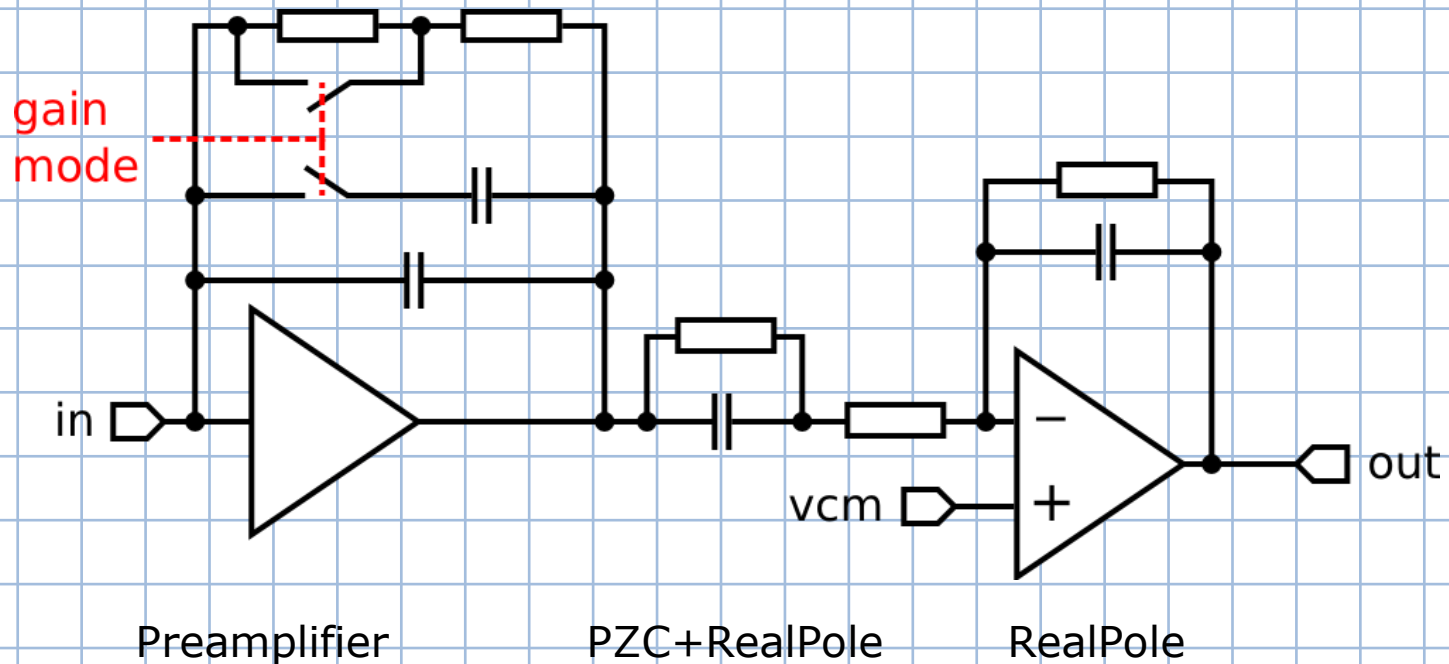 gain
mode
in
−
+
vcm
out
Preamplifier
PZC+RealPole
RealPole